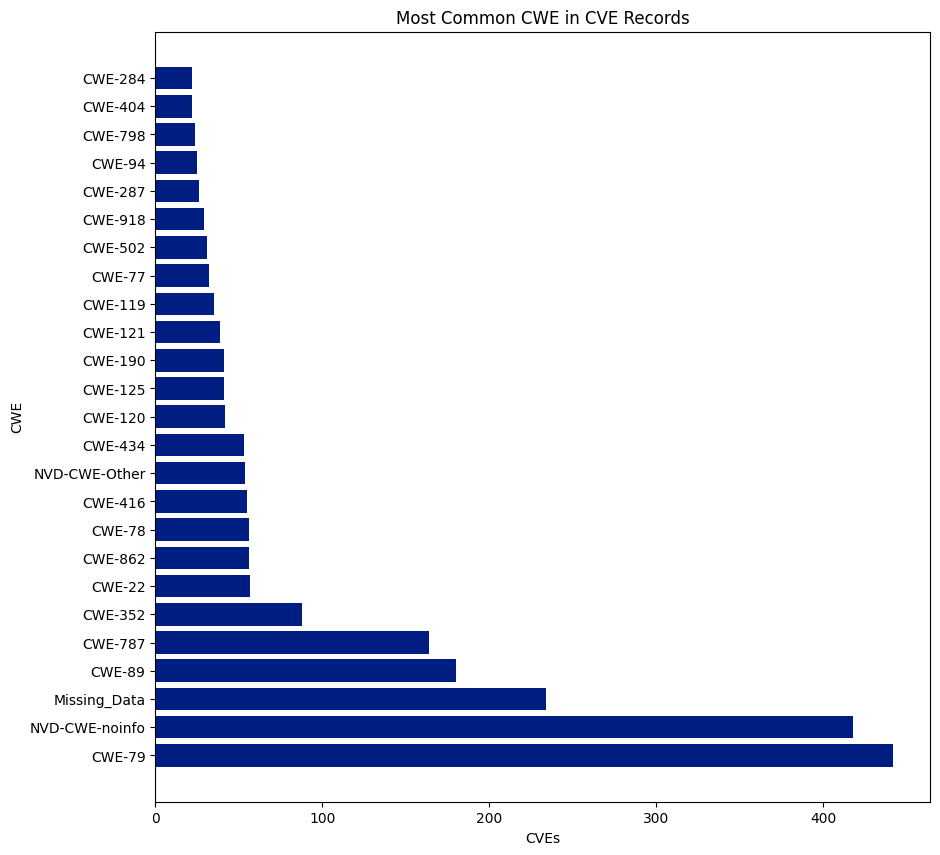 Most Common CWE in CVE Records
CWE-284
CWE-404
CWE-798
CWE-94
CWE-287
CWE-918
CWE-502
CWE-77
CWE-119
CWE-121
CWE-190
CWE-125
CWE-120
CWE-434
NVD-CWE-Other
CWE-416
CWE-78
CWE-862
CWE-22
CWE-352
CWE-787
CWE-89
Missing_Data
NVD-CWE-noinfo
CWE-79
CWE
0 100 200 300 400
CVEs